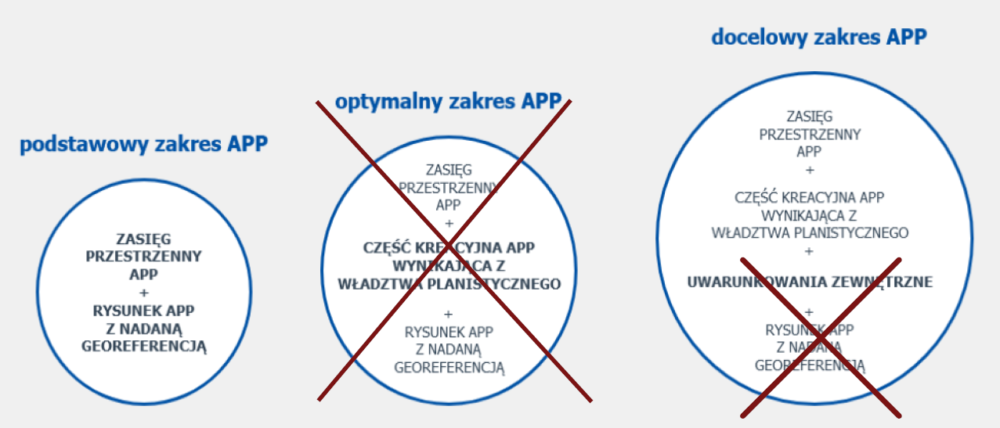 podstawowy zakres APP
ZASIĘG
PRZESTRZENNY
APP
+
RYSUNEK APP
Z NADANĄ
GEOREFERENCJĄ
optymalny zakres APP
ZASIĘG
PRZESTRZENNY
APP
+
CZĘŚĆ KREACYJNA APP
WYNIKAJĄCA Z
WŁADZTWA PLANISTYCZNEGO
+
RYSUNEK APP
Z NADANĄ
GEOREFERENCJĄ
docelowy zakres APP
ZASIĘG
PRZESTRZENNY
APP
+
CZĘŚĆ KREACYJNA APP
WYNIKAJĄCA Z
WŁADZTWA PLANISTYCZNEGO
+
UWARUNKOWANIA ZEWNĘTRZNE
+
RYSUNEK APP
Z NADANĄ
GEOREFERENCJĄ